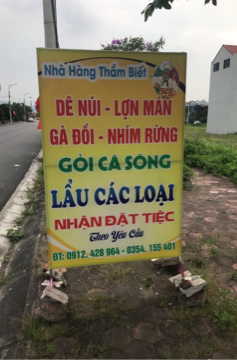 Nhà Hàng Thắm Biết
DÊ NÚI - LỢN MÁN
GÀ ĐỒI - NHÍM RỪNG
GỎI CÁ SÔNG
LẨU CÁC LOẠI
NHẬN ĐẶT TIỆC
Theo Yêu Cầu
ĐT: 0912. 428 964 - 0354. 155 401